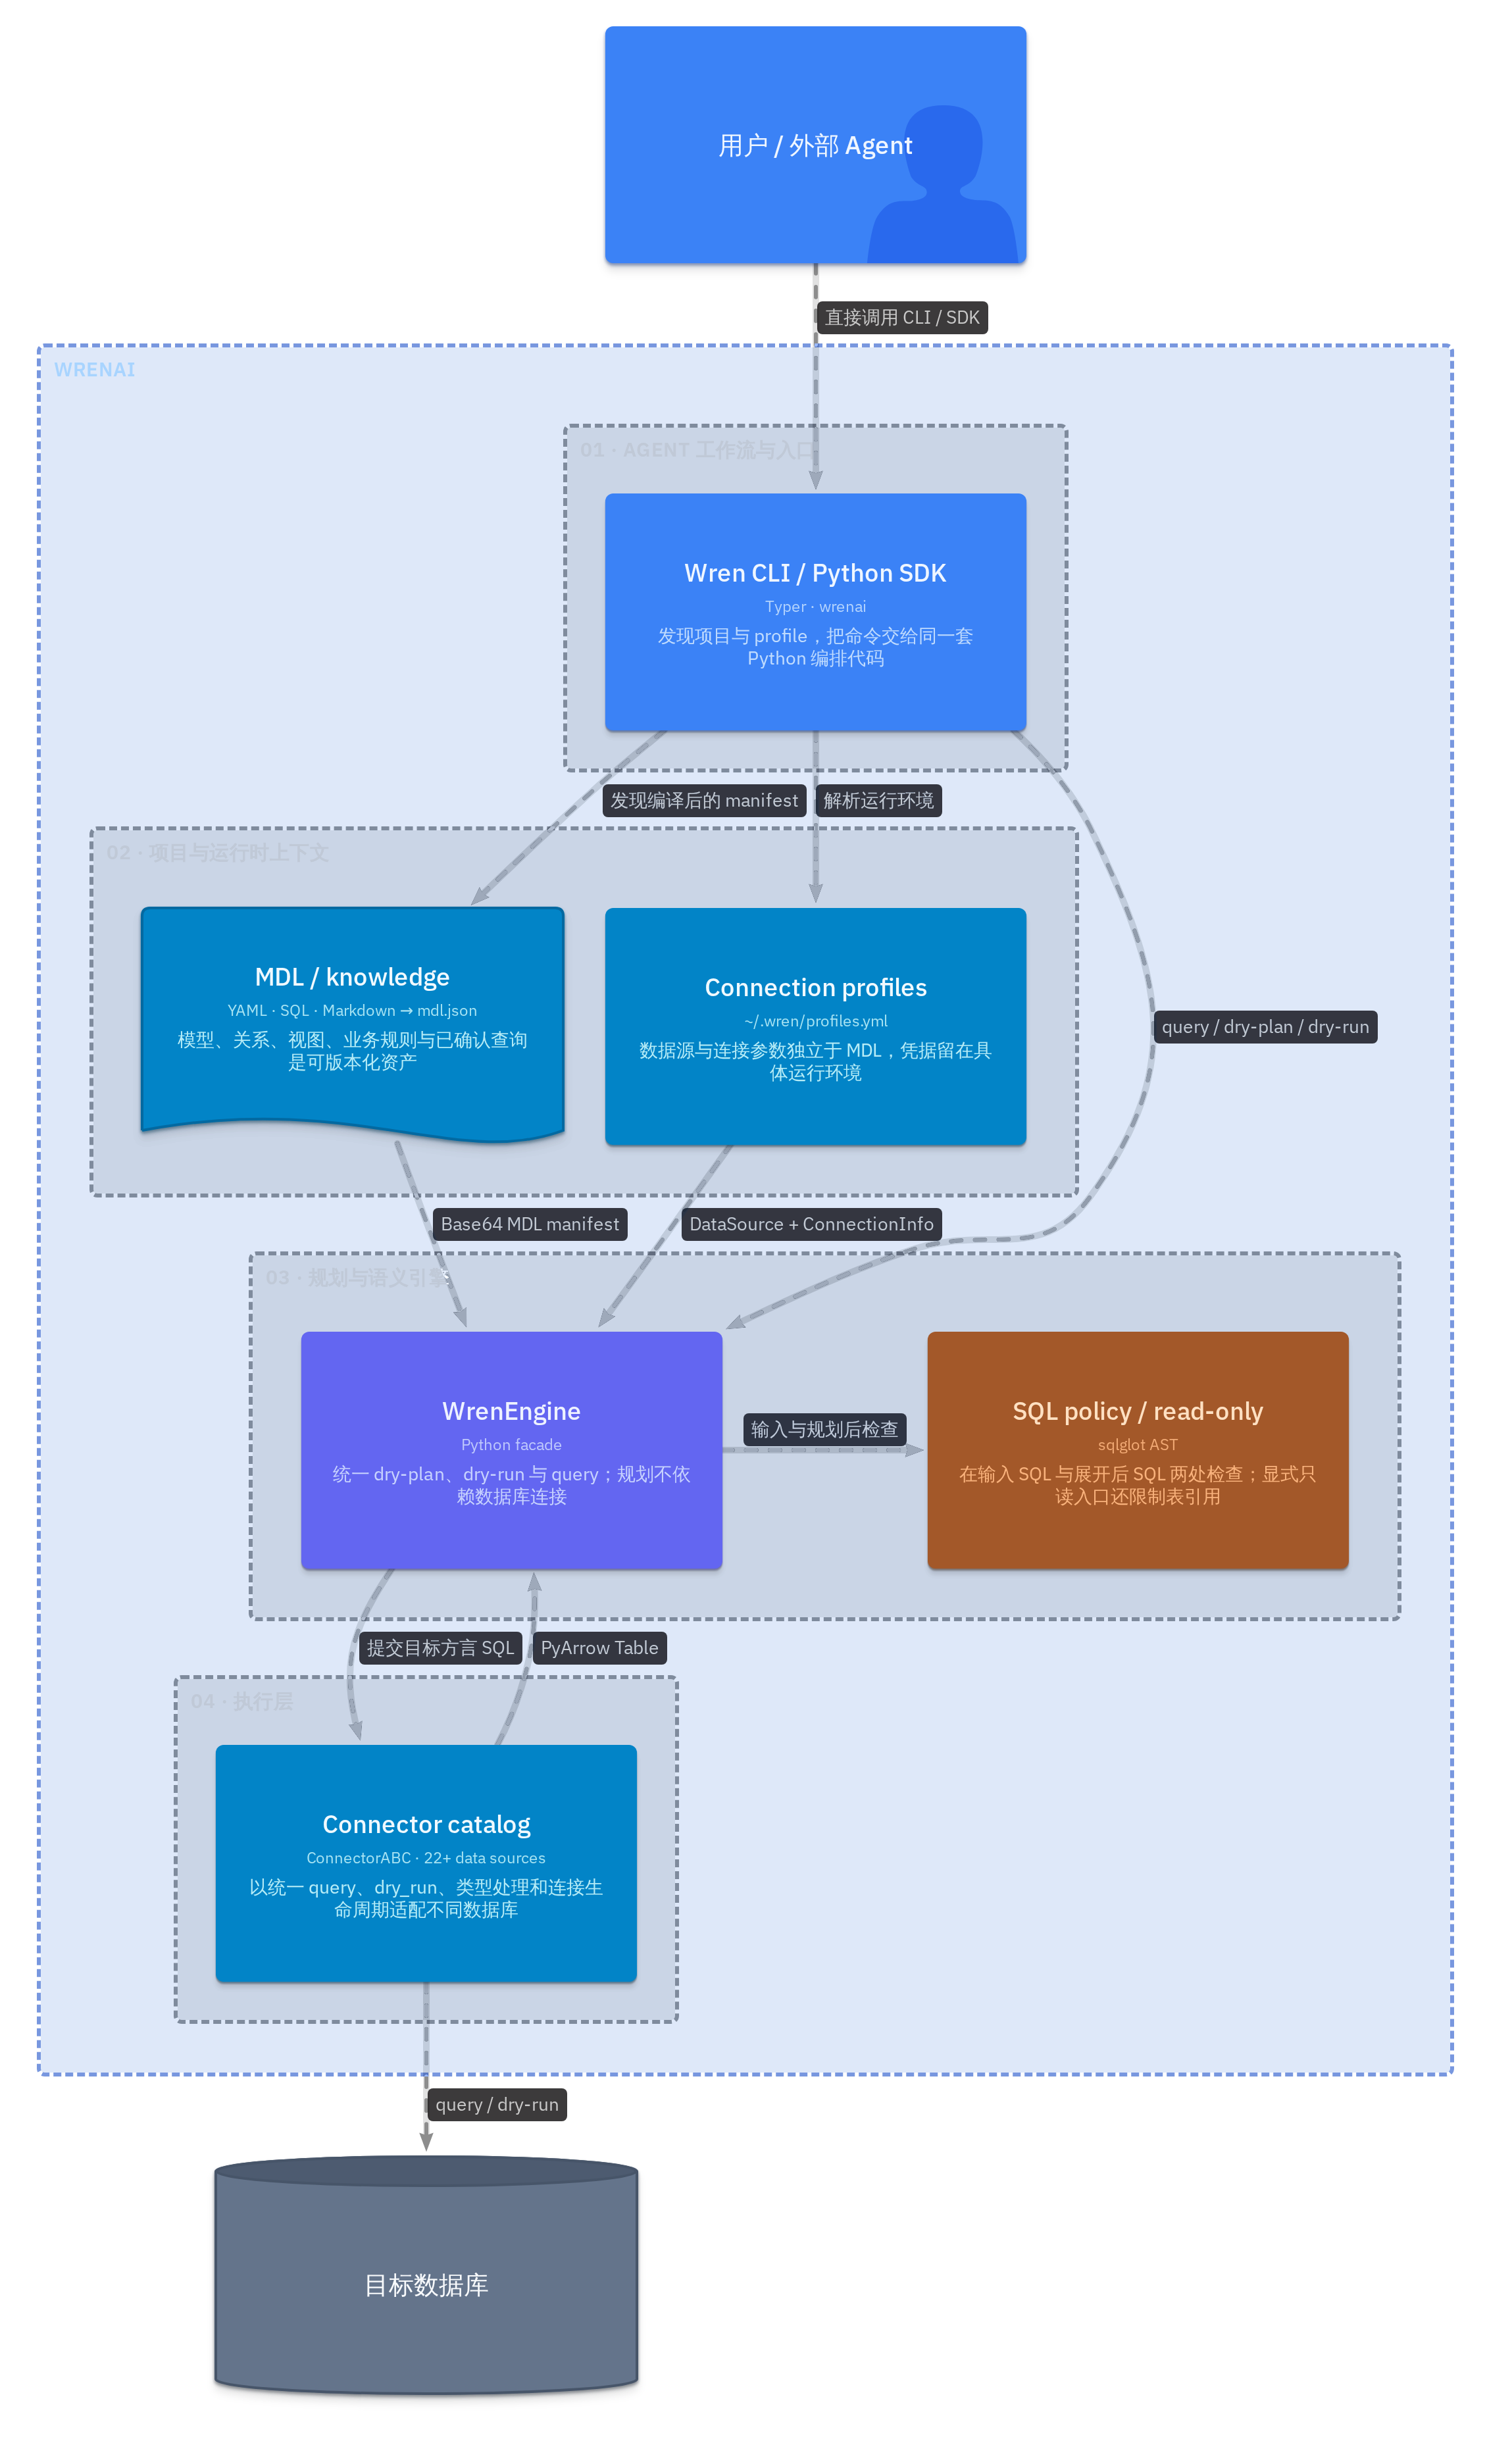 用户 / 外部 Agent
直接调用 CLI / SDK
WRENAI
01 · AGENT 工作流与入口
Wren CLI / Python SDK
Typer · wrenai
发现项目与 profile，把命令交给同一套
Python 编排代码
发现编译后的 manifest
解析运行环境
02 · 项目与运行时上下文
MDL / knowledge
YAML · SQL · Markdown → mdl.json
模型、关系、视图、业务规则与已确认查询
是可版本化资产
Connection profiles
~/.wren/profiles.yml
数据源与连接参数独立于 MDL，凭据留在具
体运行环境
query / dry-plan / dry-run
Base64 MDL manifest
DataSource + ConnectionInfo
03 · 规划与语义引擎
WrenEngine
Python facade
统一 dry-plan、dry-run 与 query；规划不依
赖数据库连接
输入与规划后检查
SQL policy / read-only
sqlglot AST
在输入 SQL 与展开后 SQL 两处检查；显式只
读入口还限制表引用
提交目标方言 SQL
PyArrow Table
04 · 执行层
Connector catalog
ConnectorABC · 22+ data sources
以统一 query、dry_run、类型处理和连接生
命周期适配不同数据库
query / dry-run
目标数据库